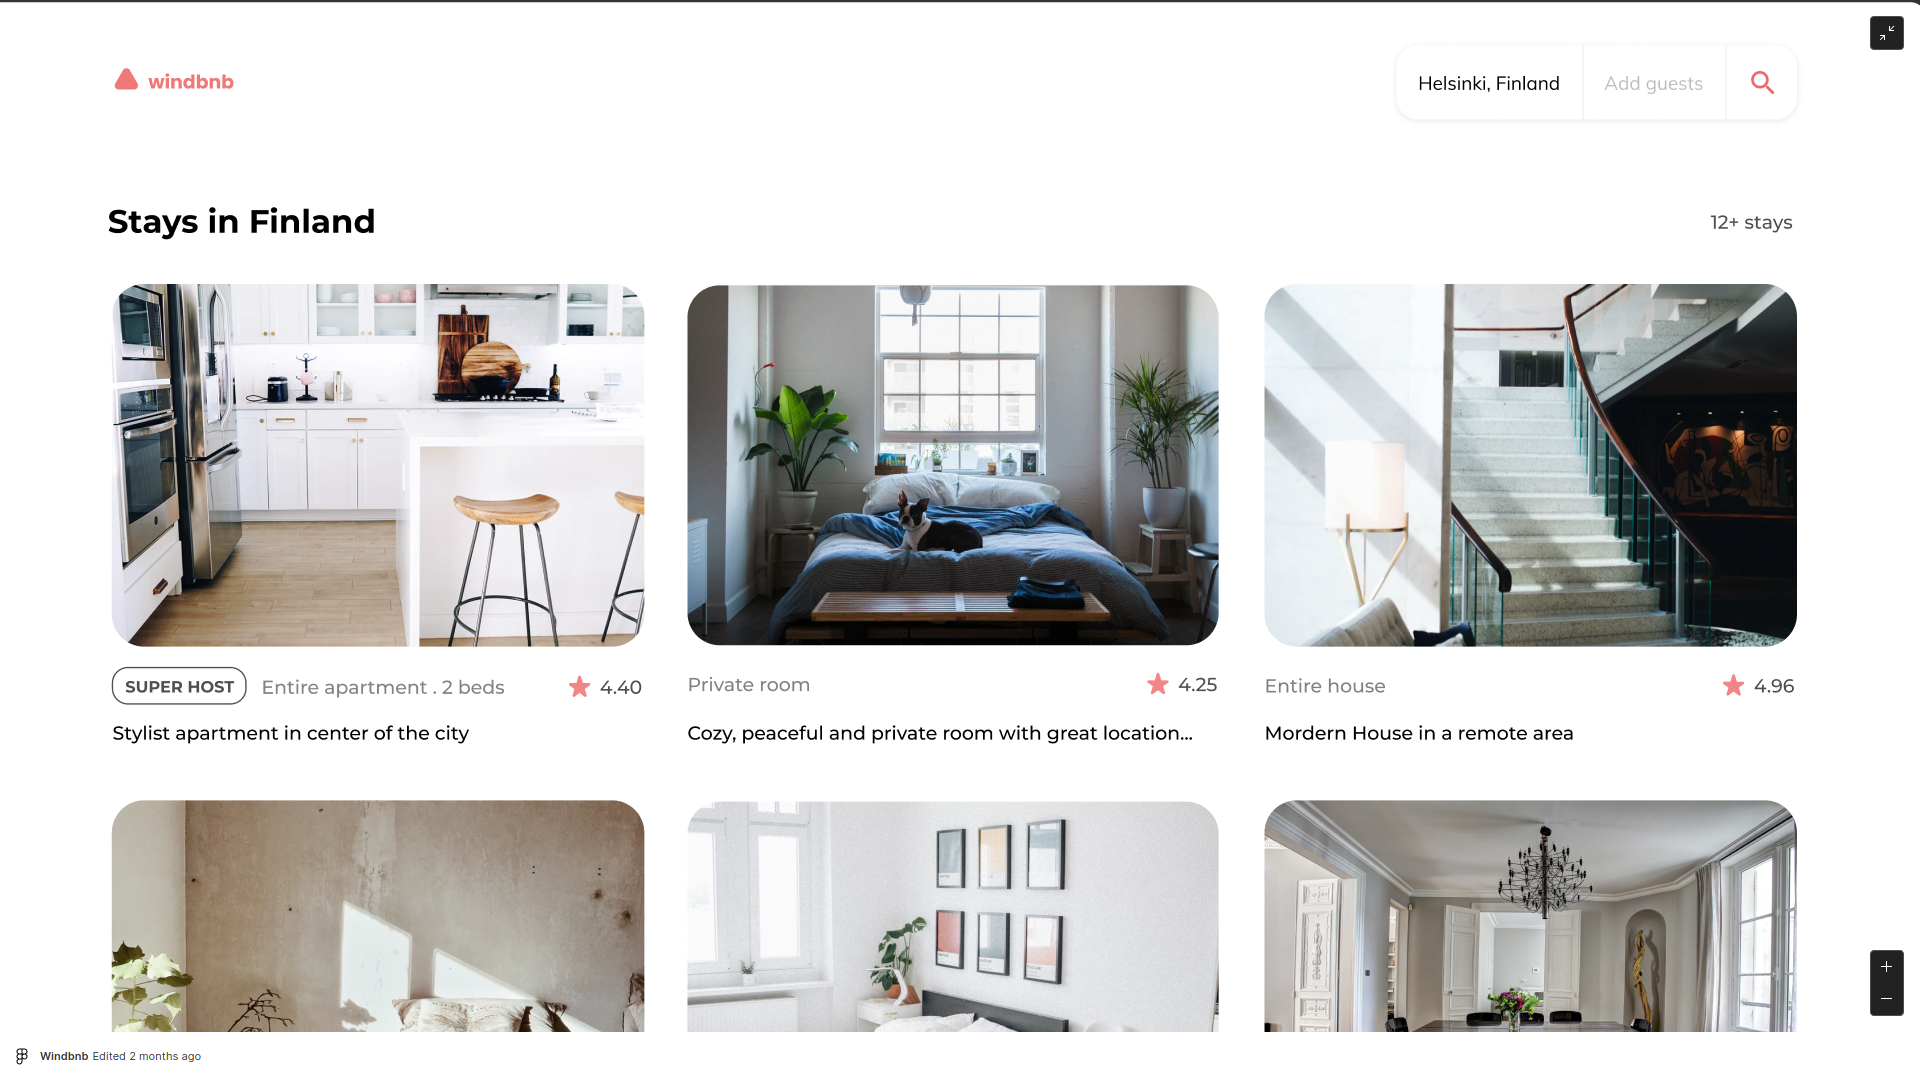 windbnb
Helsinki, Finland
Add guests
Stays in Finland
12+ stays
SUPER HOST
Entire apartment . 2 beds
4.40
Private room
4.25
Entire house
4.96
Stylist apartment in center of the city
Cozy, peaceful and private room with great location...
Mordern House in a remote area
Windbnb Edited 2 months ago